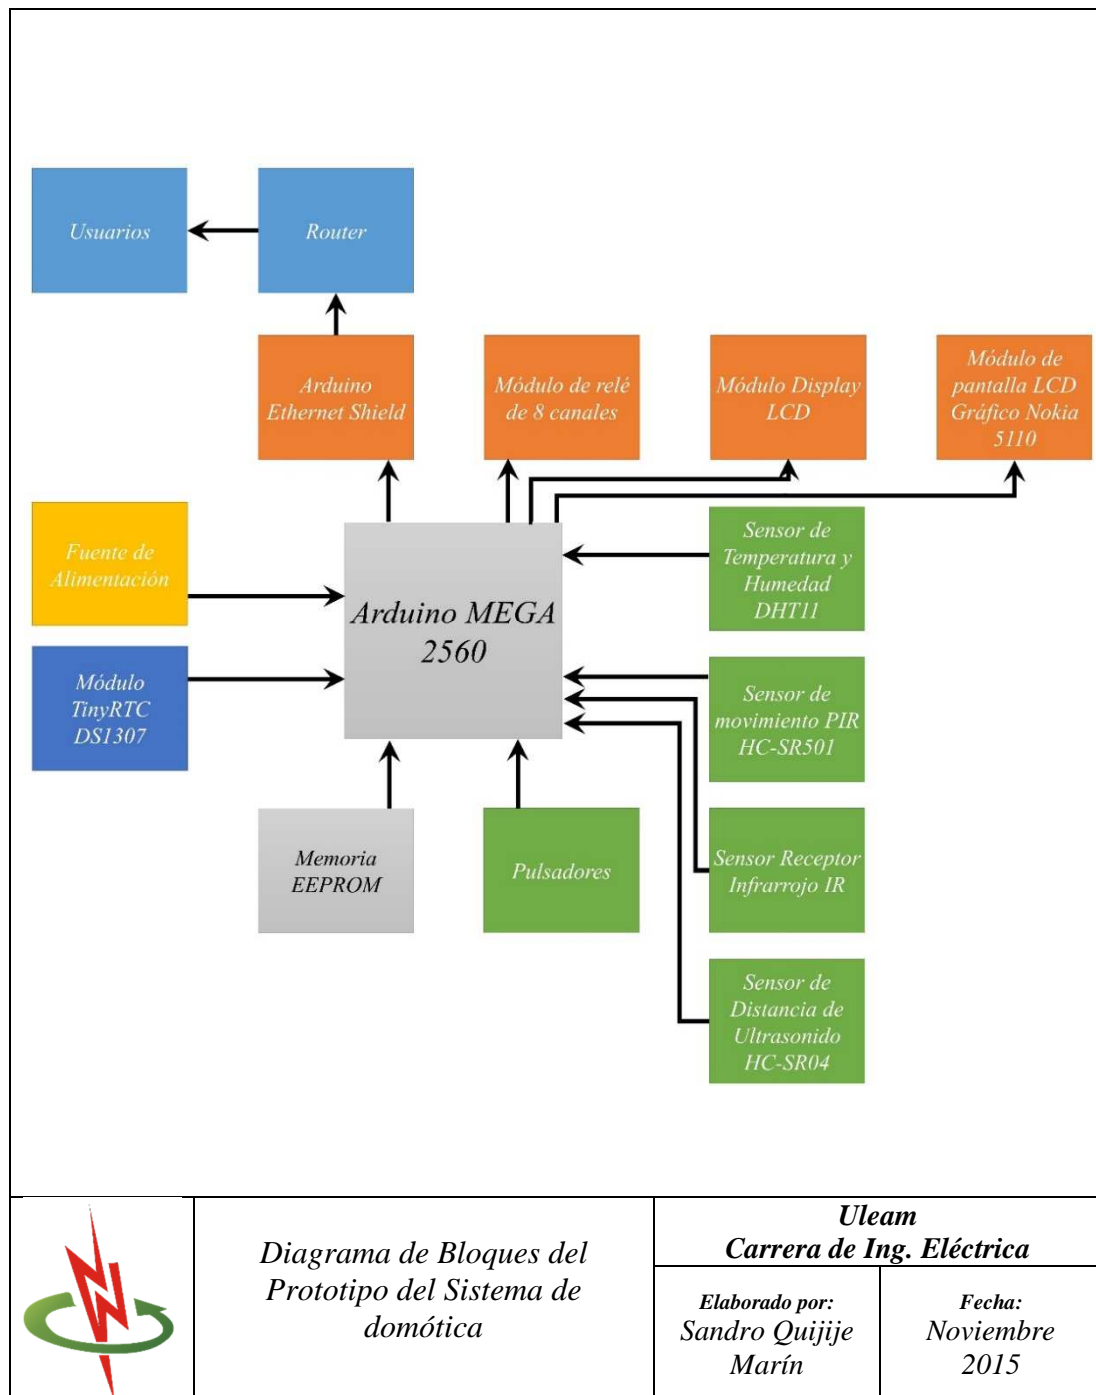 Usuarios
Router
Arduino
Ethernet Shield
Módulo de relé
de 8 canales
Módulo Display
LCD
Módulo de
pantalla LCD
Gráfico Nokia
5110
Fuente de
Alimentación
Arduino MEGA
2560
Sensor de
Temperatura y
Humedad
DHT11
Módulo
TinyRTC
DS1307
Sensor de
movimiento PIR
HC-SR501
Memoria
EEPROM
Pulsadores
Sensor Receptor
Infrarrojo IR
Sensor de
Distancia de
Ultrasonido
HC-SR04
Diagrama de Bloques del
Prototipo del Sistema de
domótica
Uleam
Carrera de Ing. Eléctrica
Elaborado por:
Sandro Quijije
Marín
Fecha:
Noviembre
2015